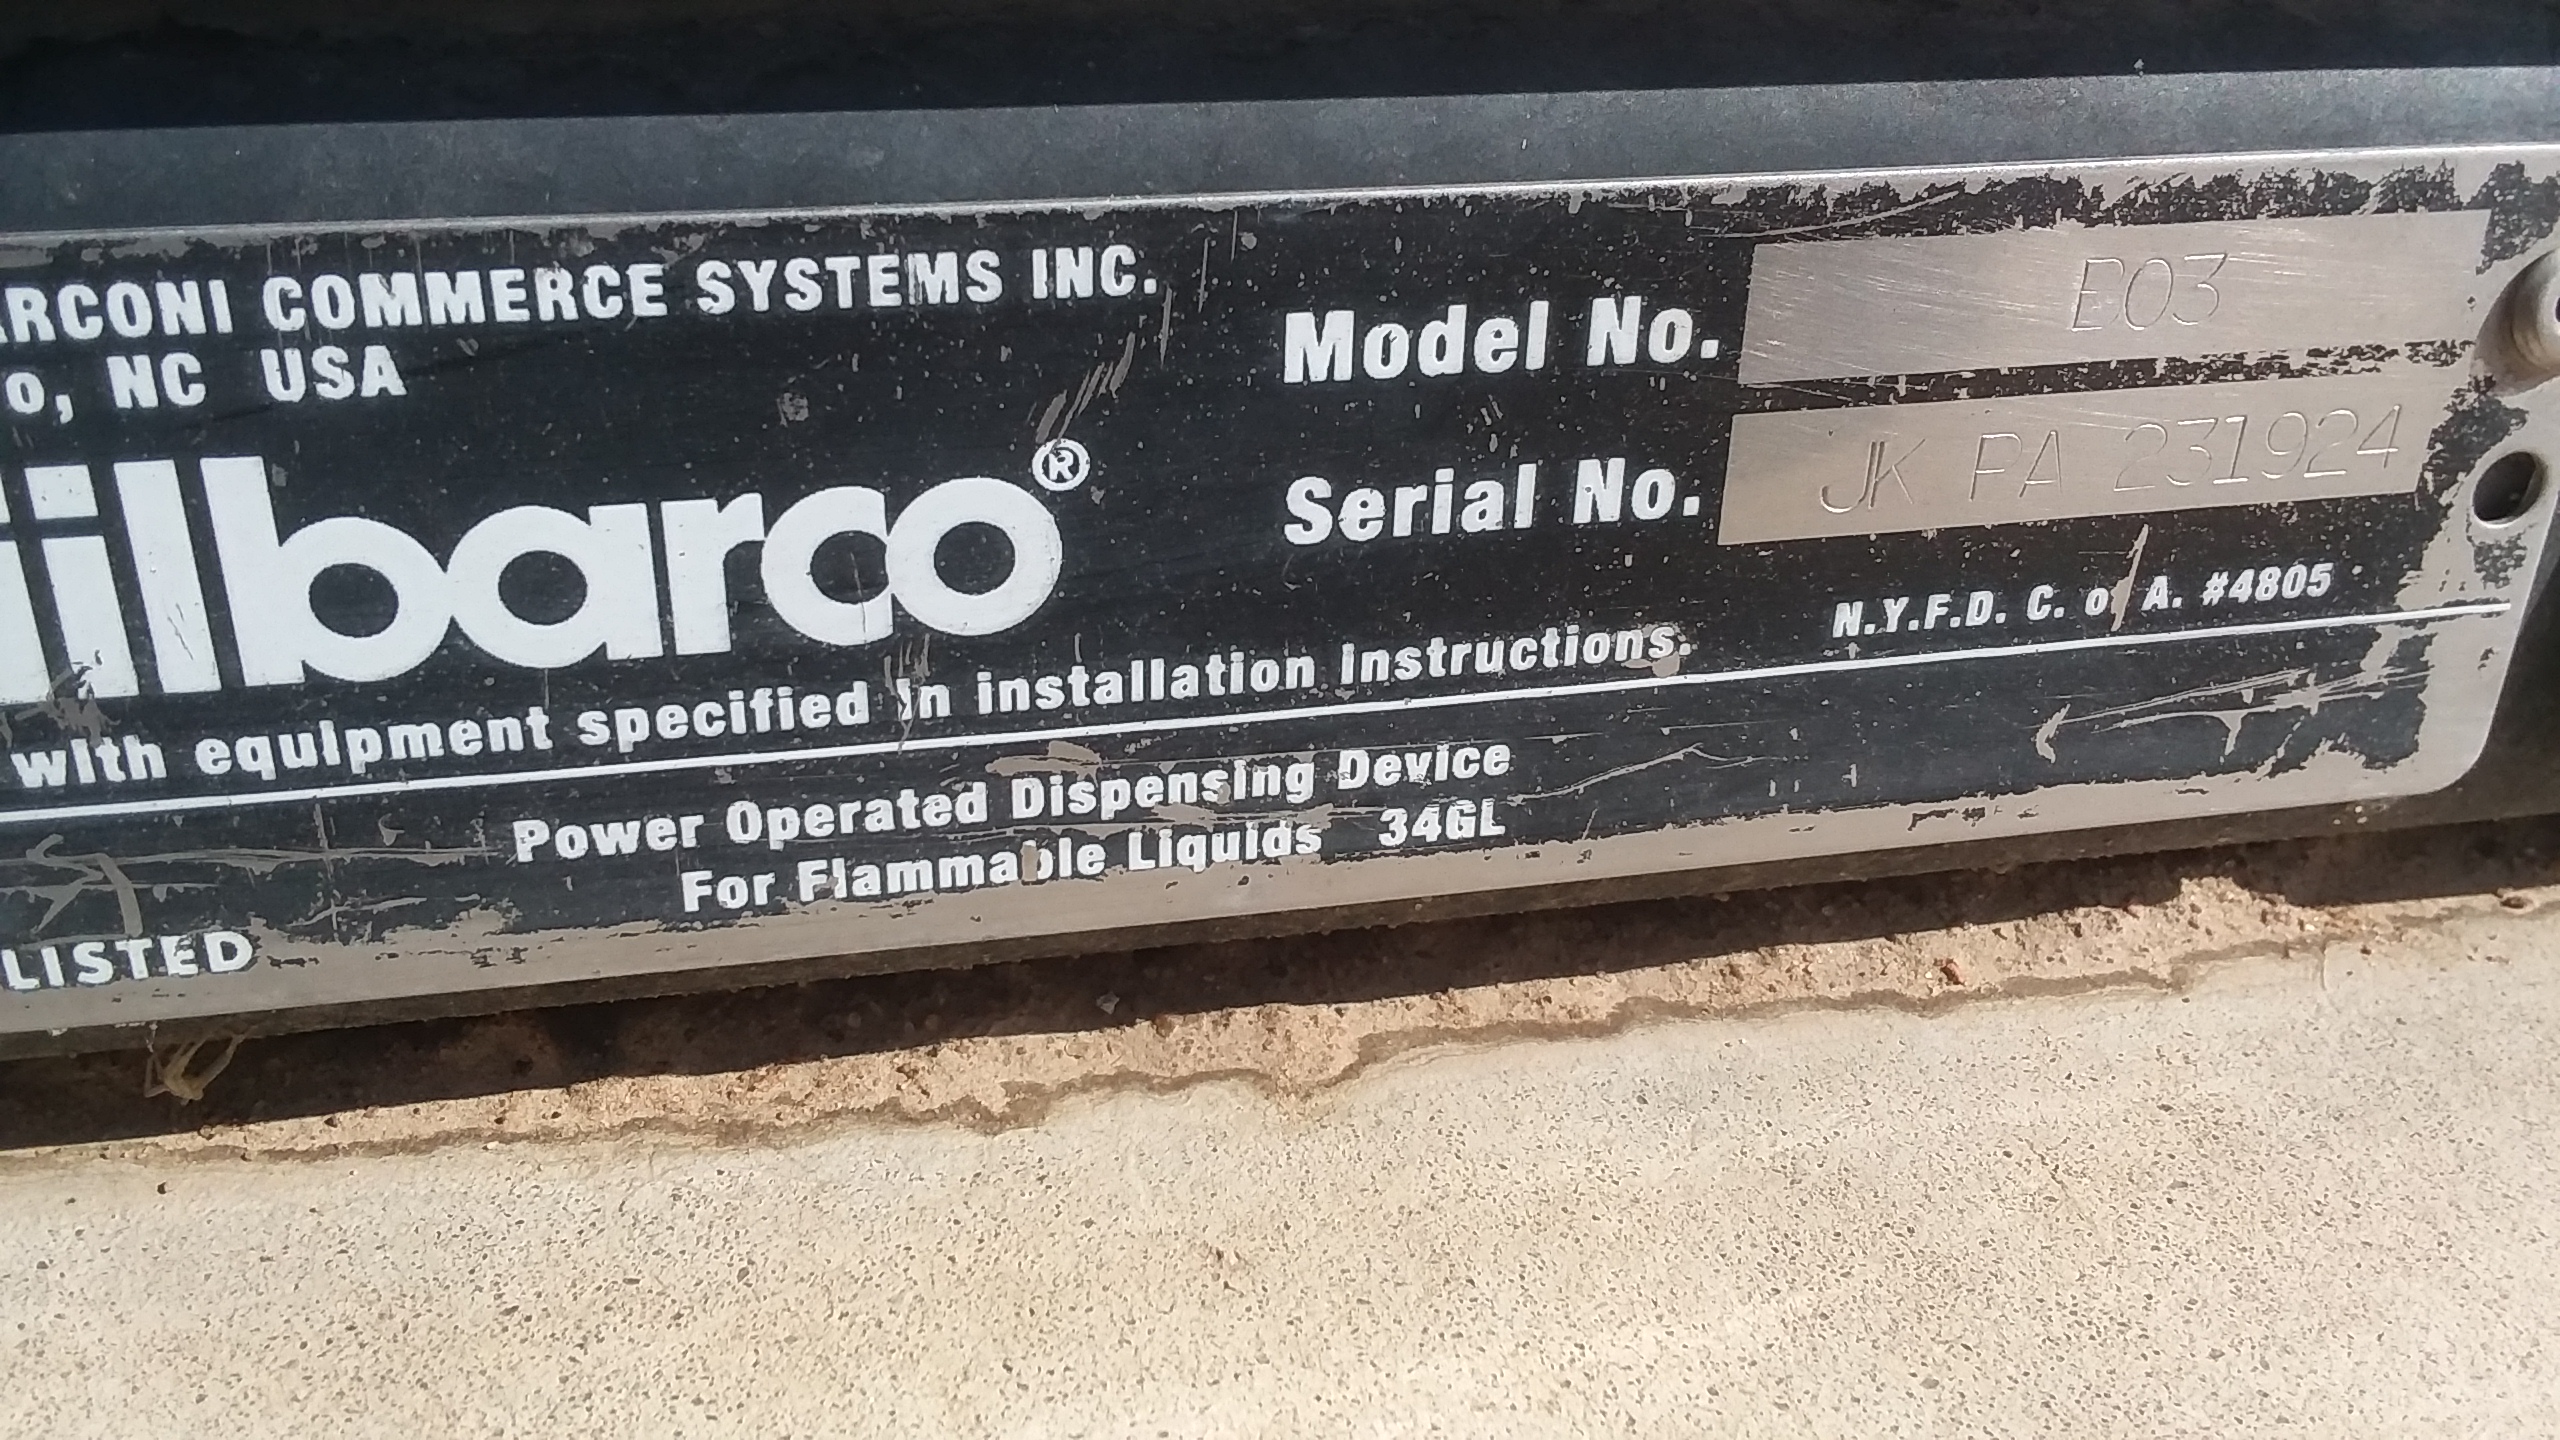 ARCONI COMMERCE SYSTEMS INC.
o, NC USA
ilbarco®
Model No. E03
Serial No. JK PA 231924
N.Y.F.D. C. of A. #4805
with equipment specified in installation instructions.
Power Operated Dispensing Device
For Flammable Liquids 34GL
LISTED